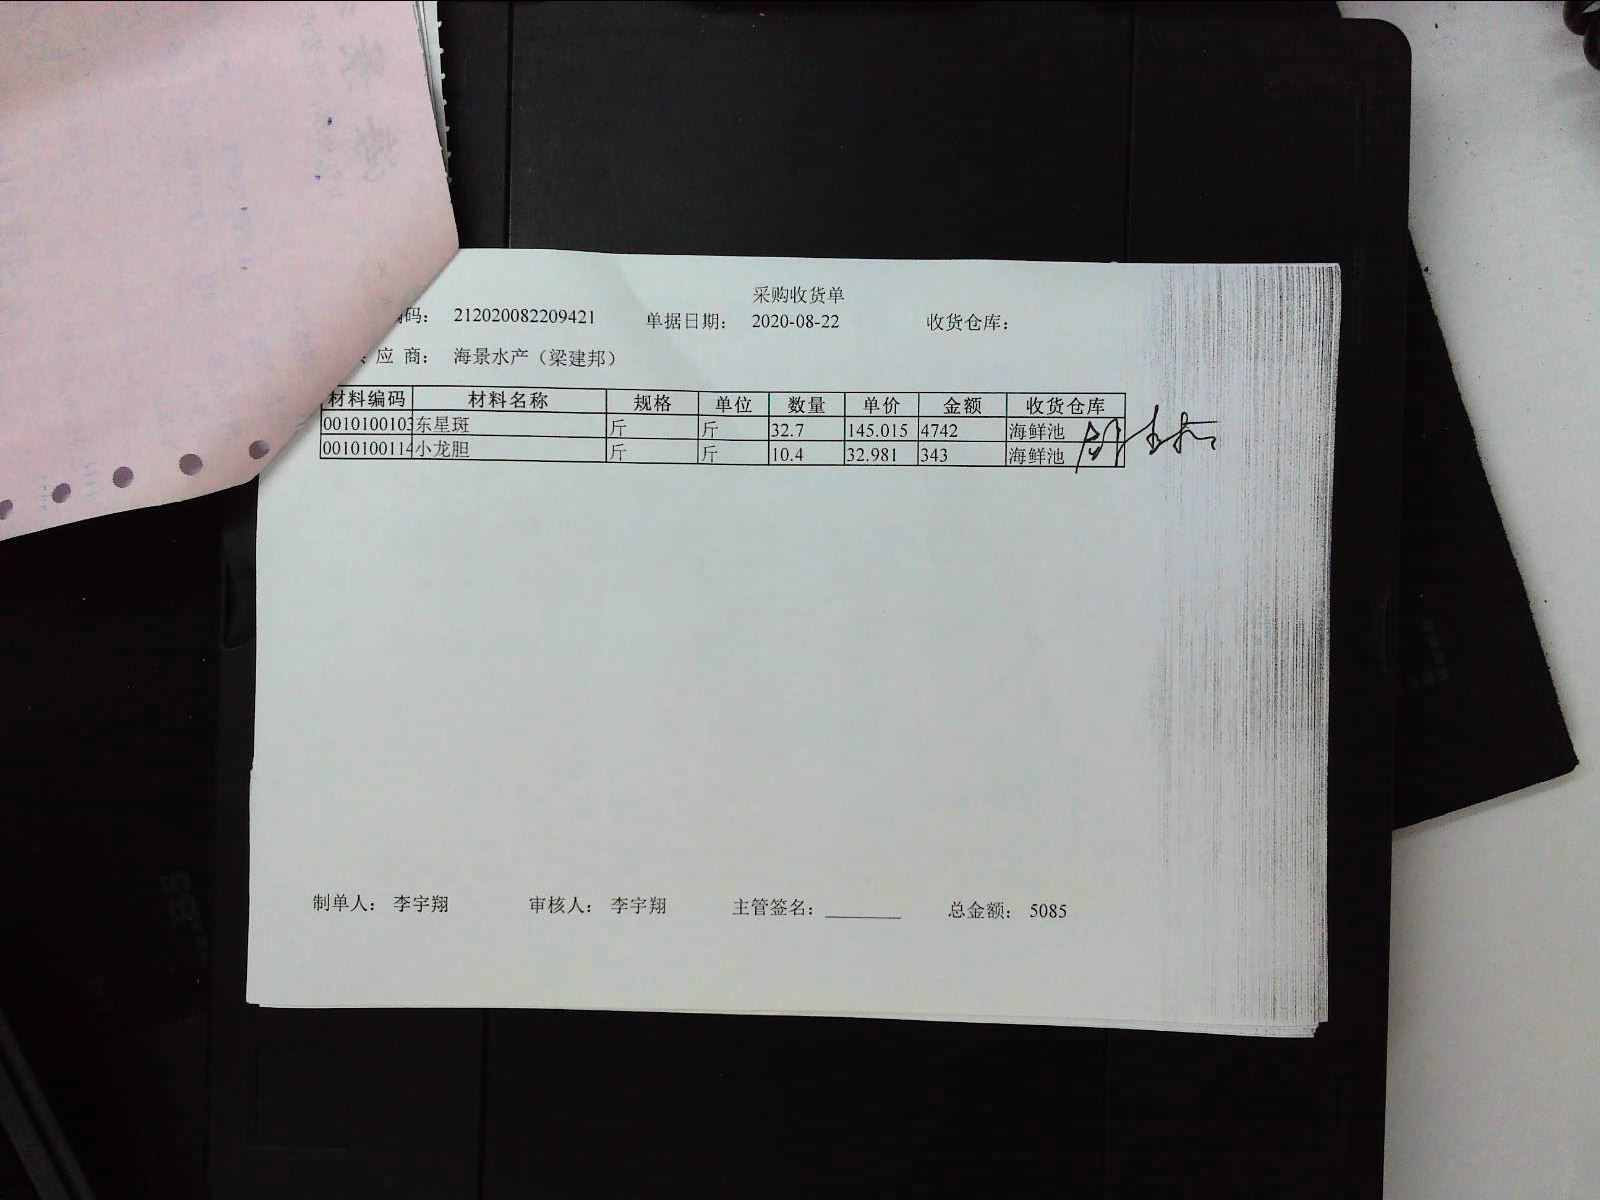 采购收货单
编码： 212020082209421 单据日期： 2020-08-22 收货仓库：
应 商： 海景水产（梁建邦）
材料编码 材料名称 规格 单位 数量 单价 金额 收货仓库
0010100103 东星斑 斤 斤 32.7 145.015 4742 海鲜池
0010100114 小龙胆 斤 斤 10.4 32.981 343 海鲜池
制单人： 李宇翔 审核人： 李宇翔 主管签名： 总金额： 5085